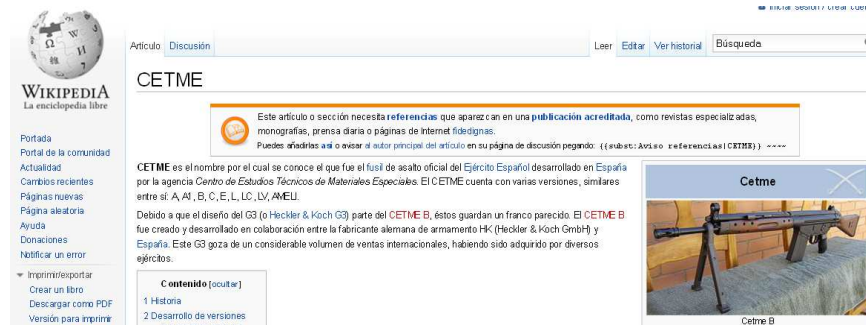 Iniciar sesión / crear cuenta
WIKIPEDIA
La enciclopedia libre
Artículo Discusión Leer Editar Ver historial Búsqueda
CETME
Este artículo o sección necesita referencias que aparezcan en una publicación acreditada, como revistas especializadas,
monografías, prensa diaria o páginas de Internet fidedignas.
Puedes añadirlas así o avisar al autor principal del artículo en su página de discusión pegando: {{subst:Aviso referencias|CETME}} ~~~~
Portada
Portal de la comunidad
Actualidad
Cambios recientes
Páginas nuevas
Página aleatoria
Ayuda
Donaciones
Notificar un error
Imprimir/exportar
Crear un libro
Descargar como PDF
Versión para imprimir
CETME es el nombre por el cual se conoce el que fue el fusil de asalto oficial del Ejército Español desarrollado en España
por la agencia Centro de Estudios Técnicos de Materiales Especiales. El CETME cuenta con varias versiones, similares
entre sí: A, A1, B, C, E, L, LC, LV, AMELI.
Debido a que el diseño del G3 (o Heckler & Koch G3) parte del CETME B, éstos guardan un franco parecido. El CETME B
fue creado y desarrollado en colaboración entre la fabricante alemana de armamento HK (Heckler & Koch GmbH) y
España. Este G3 goza de un considerable volumen de ventas internacionales, habiendo sido adquirido por diversos
ejércitos.
Contenido [ocultar]
1 Historia
2 Desarrollo de versiones
Cetme
Cetme B